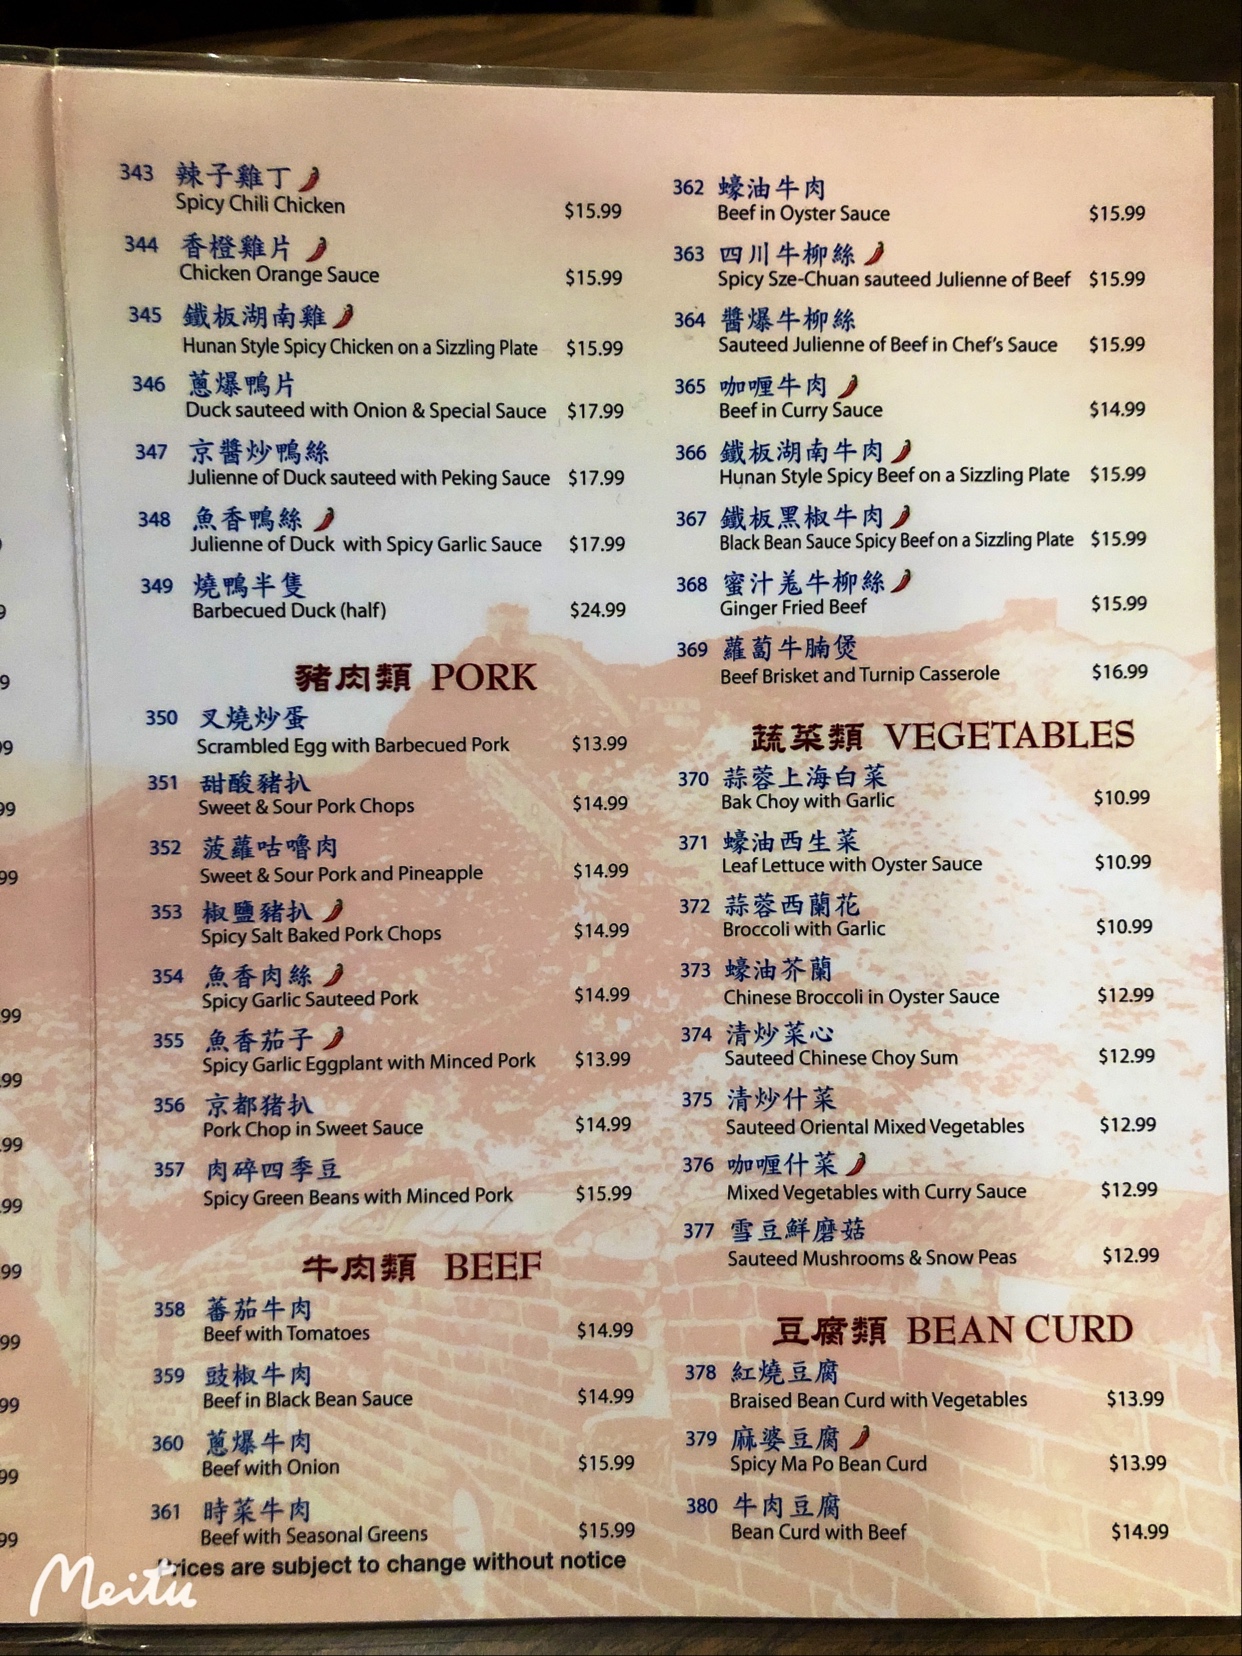 343 辣子雞丁
Spicy Chili Chicken $15.99
344 香橙雞片
Chicken Orange Sauce $15.99
345 鐵板湖南雞
Hunan Style Spicy Chicken on a Sizzling Plate $15.99
346 蔥爆鴨片
Duck sauteed with Onion & Special Sauce $17.99
347 京醬炒鴨絲
Julienne of Duck sauteed with Peking Sauce $17.99
348 魚香鴨絲
Julienne of Duck with Spicy Garlic Sauce $17.99
349 燒鴨半隻
Barbecued Duck (half) $24.99
豬肉類 PORK
350 叉燒炒蛋
Scrambled Egg with Barbecued Pork $13.99
351 甜酸豬扒
Sweet & Sour Pork Chops $14.99
352 菠蘿咕嚕肉
Sweet & Sour Pork and Pineapple $14.99
353 椒鹽豬扒
Spicy Salt Baked Pork Chops $14.99
354 魚香肉絲
Spicy Garlic Sauteed Pork $14.99
355 魚香茄子
Spicy Garlic Eggplant with Minced Pork $13.99
356 京都猪扒
Pork Chop in Sweet Sauce $14.99
357 肉碎四季豆
Spicy Green Beans with Minced Pork $15.99
牛肉類 BEEF
358 蕃茄牛肉
Beef with Tomatoes $14.99
359 豉椒牛肉
Beef in Black Bean Sauce $14.99
360 蔥爆牛肉
Beef with Onion $15.99
361 時菜牛肉
Beef with Seasonal Greens $15.99
Prices are subject to change without notice
362 蠔油牛肉
Beef in Oyster Sauce $15.99
363 四川牛柳絲
Spicy Sze-Chuan sauteed Julienne of Beef $15.99
364 醬爆牛柳絲
Sauteed Julienne of Beef in Chef's Sauce $15.99
365 咖喱牛肉
Beef in Curry Sauce $14.99
366 鐵板湖南牛肉
Hunan Style Spicy Beef on a Sizzling Plate $15.99
367 鐵板黑椒牛肉
Black Bean Sauce Spicy Beef on a Sizzling Plate $15.99
368 蜜汁羗牛柳絲
Ginger Fried Beef $15.99
369 蘿蔔牛腩煲
Beef Brisket and Turnip Casserole $16.99
蔬菜類 VEGETABLES
370 蒜蓉上海白菜
Bak Choy with Garlic $10.99
371 蠔油西生菜
Leaf Lettuce with Oyster Sauce $10.99
372 蒜蓉西蘭花
Broccoli with Garlic $10.99
373 蠔油芥蘭
Chinese Broccoli in Oyster Sauce $12.99
374 清炒菜心
Sauteed Chinese Choy Sum $12.99
375 清炒什菜
Sauteed Oriental Mixed Vegetables $12.99
376 咖喱什菜
Mixed Vegetables with Curry Sauce $12.99
377 雪豆鮮磨菇
Sauteed Mushrooms & Snow Peas $12.99
豆腐類 BEAN CURD
378 紅燒豆腐
Braised Bean Curd with Vegetables $13.99
379 麻婆豆腐
Spicy Ma Po Bean Curd $13.99
380 牛肉豆腐
Bean Curd with Beef $14.99
Meitu